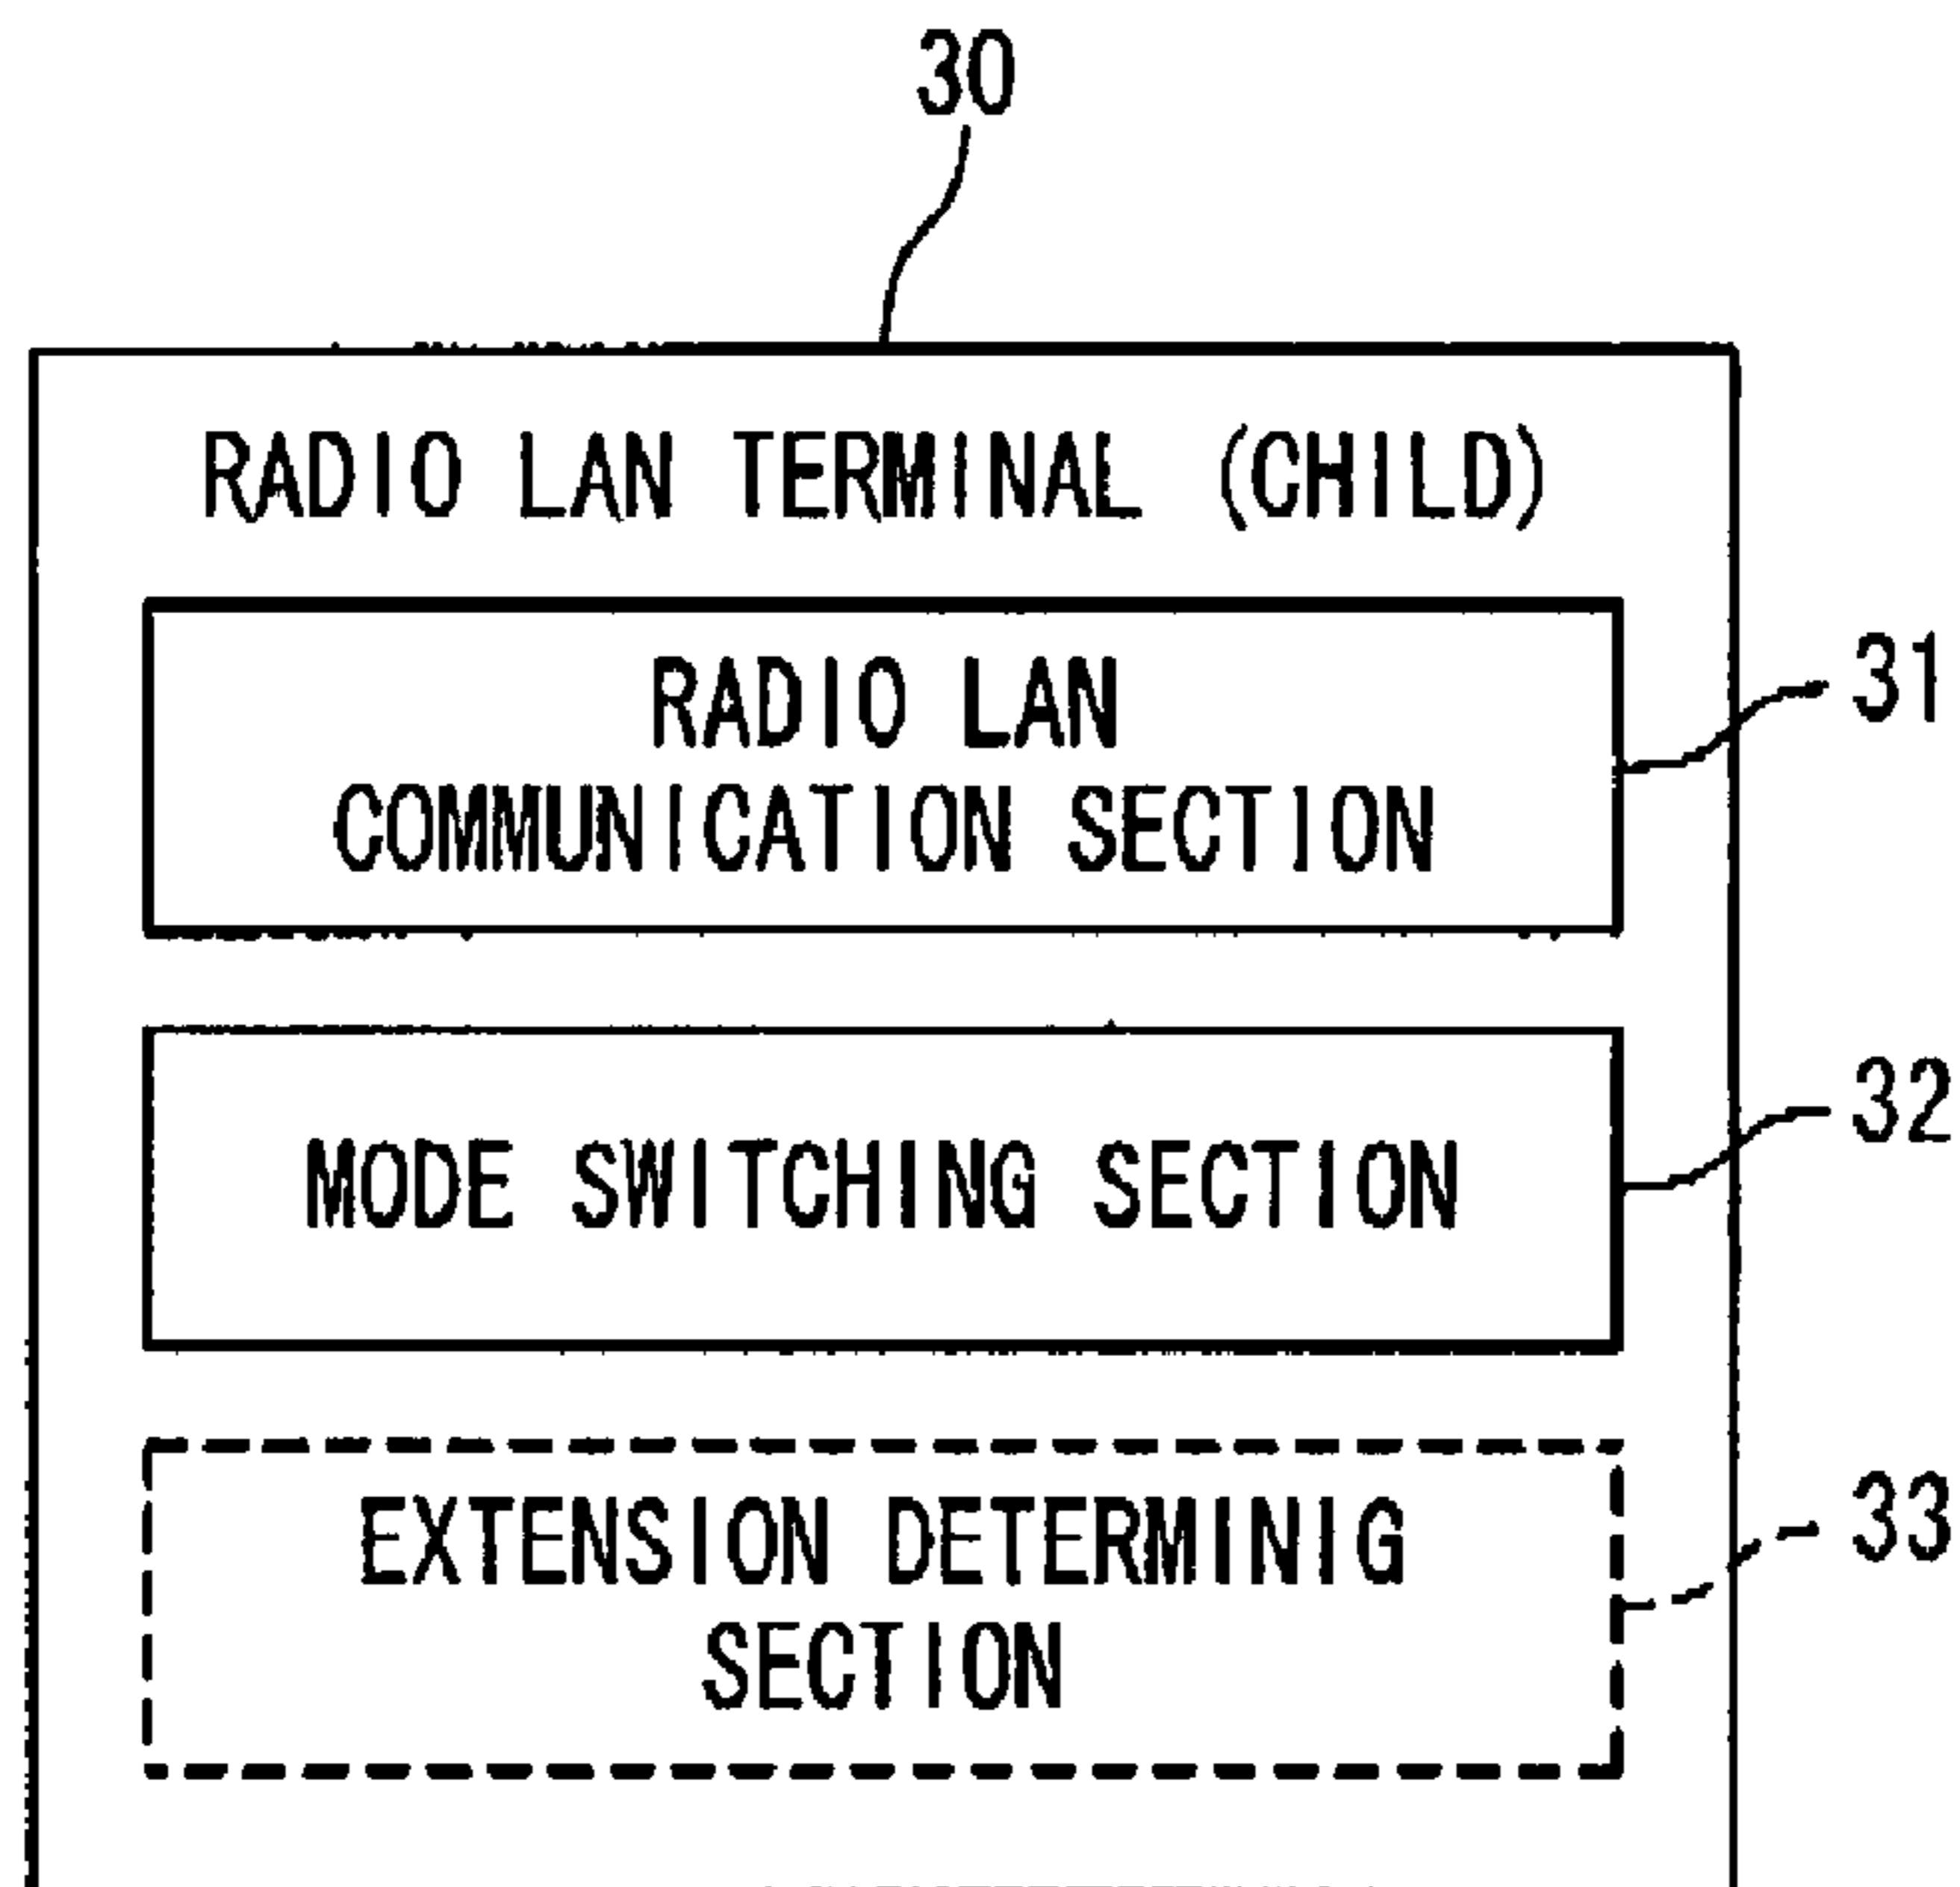 30
RADIO LAN TERMINAL (CHILD)
RADIO LAN
COMMUNICATION SECTION
31
MODE SWITCHING SECTION
32
EXTENSION DETERMINIG
SECTION
33